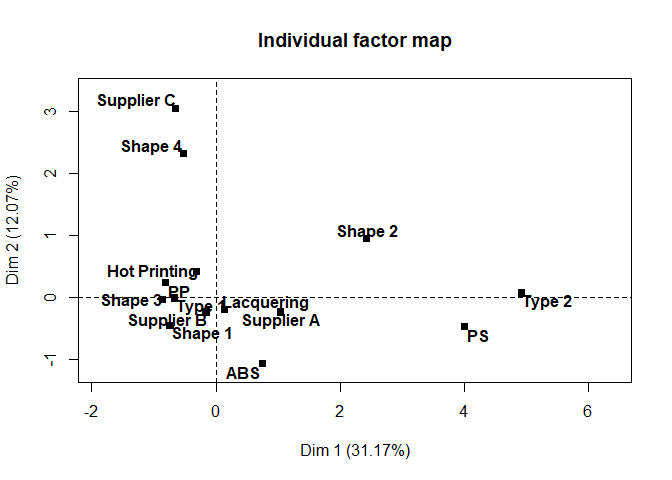 Individual factor map
Supplier C
Shape 4
Shape 2
Hot Printing
PP
Shape 3
Type 1
Lacquering
Type 2
Supplier B
Supplier A
Shape 1
PS
ABS
3
2
1
0
-1
-2
0
2
4
6
Dim 1 (31.17%)
Dim 2 (12.07%)